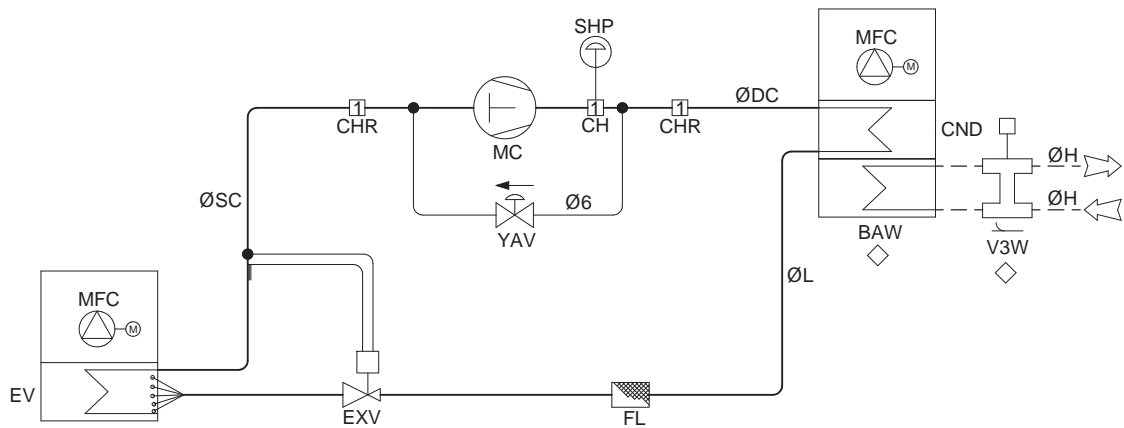 SHP
MFC
M
ØDC
1
1
1
CHR
CH
CHR
MC
CND
ØH
ØH
ØSC
Ø6
YAV
BAW
V3W
ØL
MFC
M
EV
EXV
FL